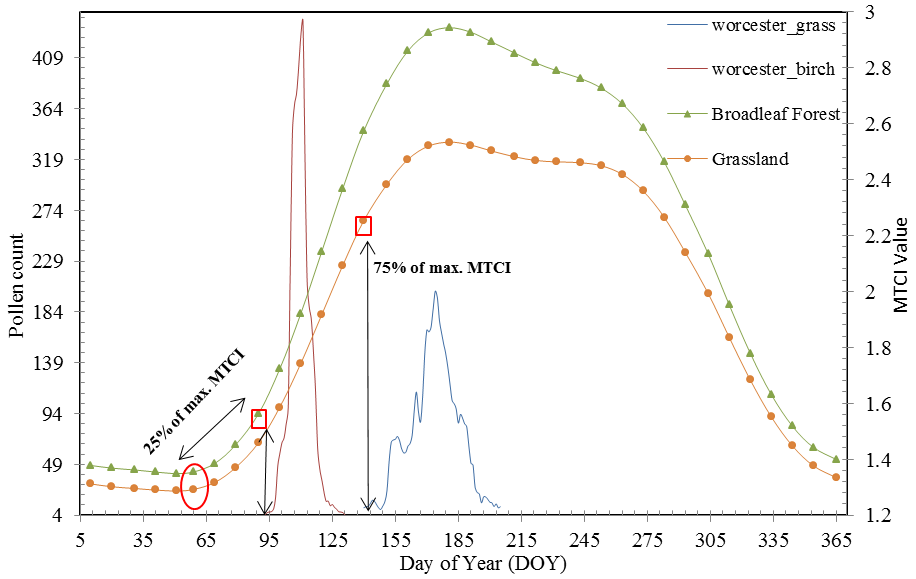 worcester_grass
worcester_birch
Broadleaf Forest
Grassland
409
364
319
274
229
184
139
94
49
4
Pollen count
3
2.8
2.6
2.4
2.2
2
1.8
1.6
1.4
1.2
MTCI Value
75% of max. MTCI
25% of max. MTCI
5 35 65 95 125 155 185 215 245 275 305 335 365
Day of Year (DOY)